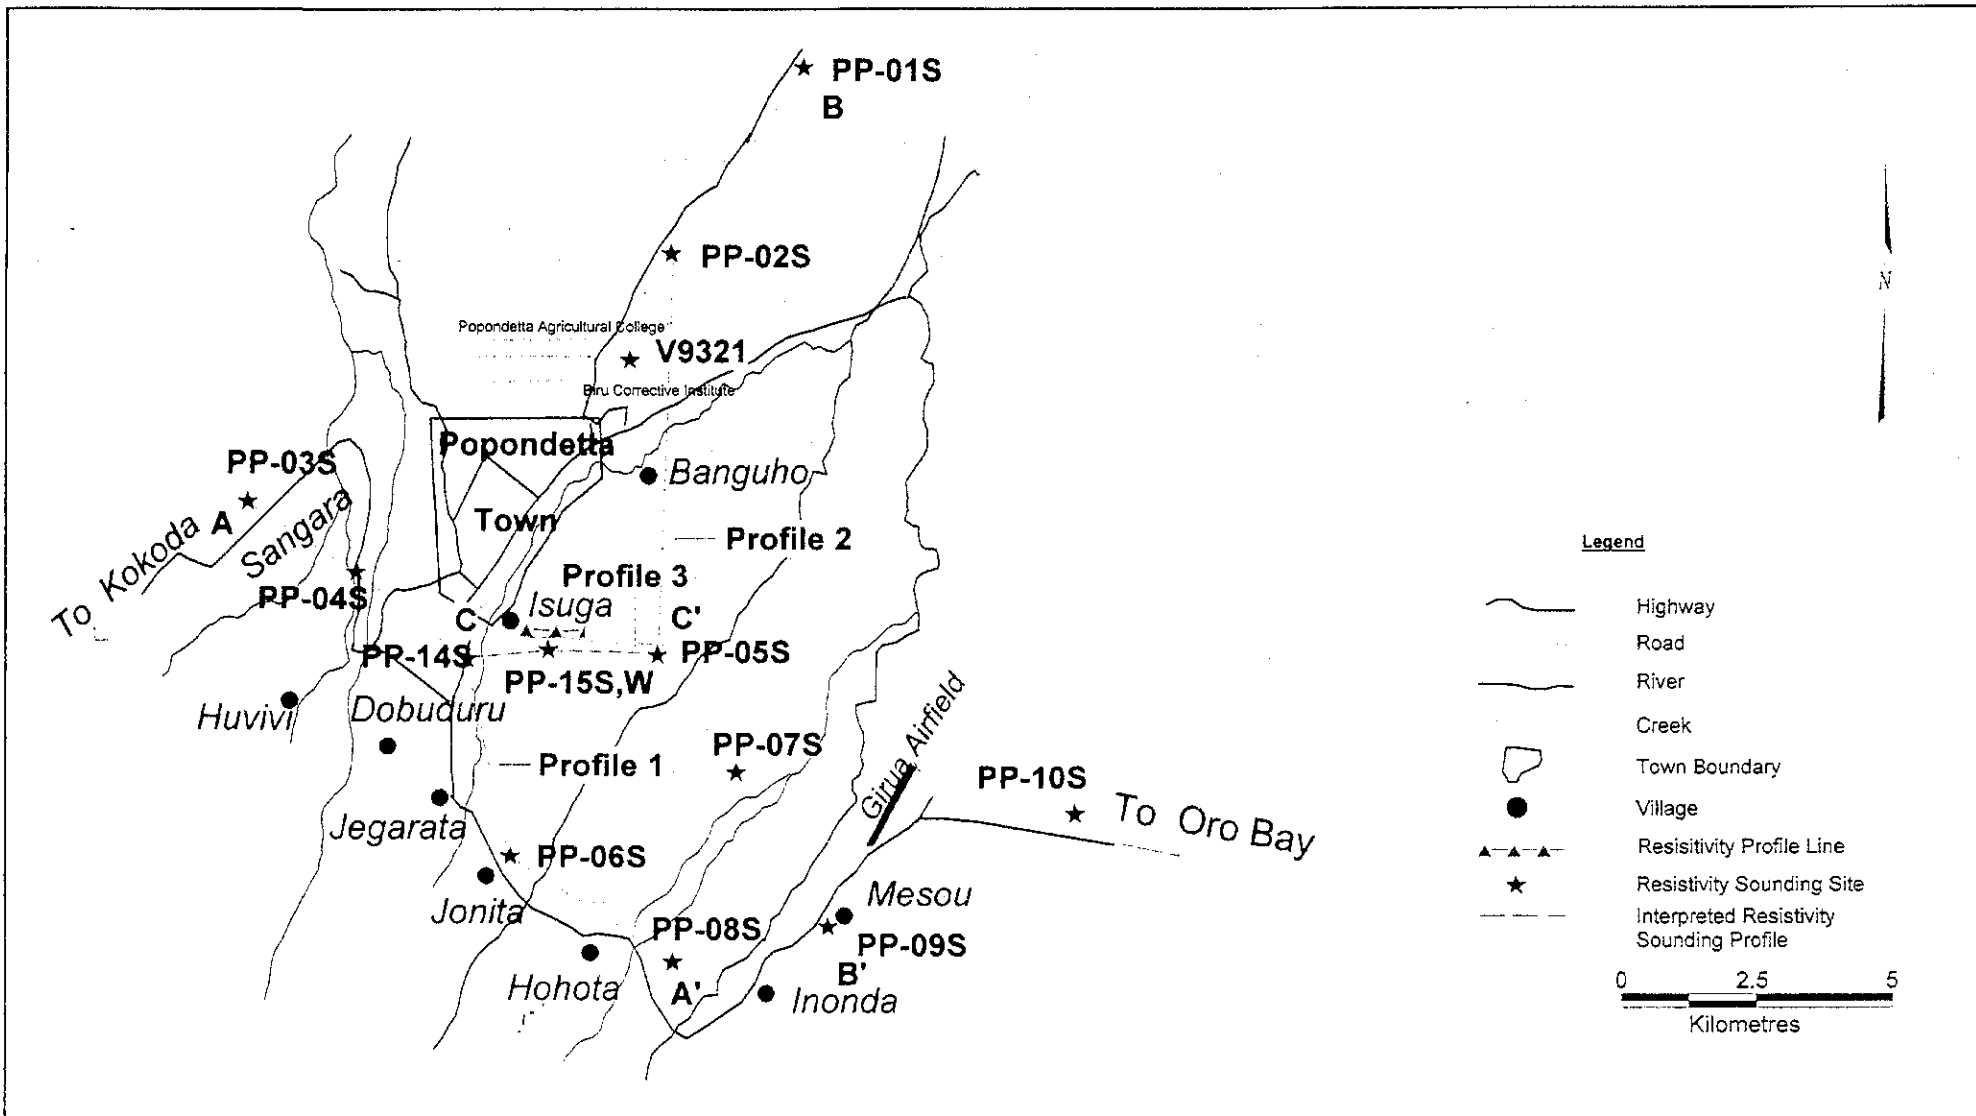 PP-01S
B
PP-02S
N
Popondetta Agricultural College
V9321
Biru Corrective Institute
Popondetta
Town
PP-03S
A
Sangara
To Kokoda
Banguho
Profile 2
Profile 3
PP-04S
C
Isuga
C'
PP-14S
PP-15S,W
PP-05S
Huvivi
Dobuduru
PP-07S
Profile 1
Girua Airfield
PP-10S
To Oro Bay
Jegarata
PP-06S
Jonita
Mesou
PP-08S
PP-09S
Hohota
A'
B'
Inonda
Legend
Highway
Road
River
Creek
Town Boundary
Village
Resisitivity Profile Line
Resistivity Sounding Site
Interpreted Resistivity
Sounding Profile
0 2.5 5
Kilometres